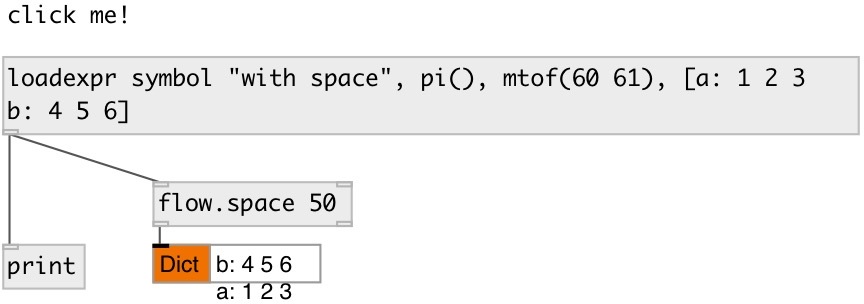 click me!
loadexpr symbol "with space", pi(), mtof(60 61), [a: 1 2 3
b: 4 5 6]
flow.space 50
print
Dict b: 4 5 6
a: 1 2 3